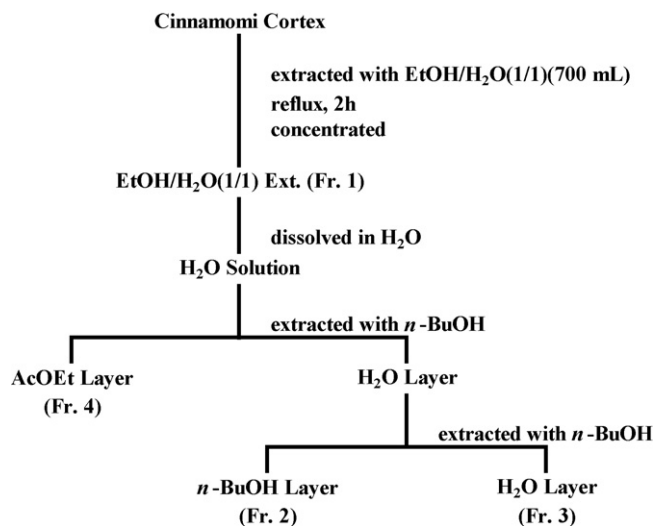 Cinnamomi Cortex
extracted with EtOH/H₂O(1/1)(700 mL)
reflux, 2h
concentrated
EtOH/H₂O(1/1) Ext. (Fr. 1)
dissolved in H₂O
H₂O Solution
extracted with n-BuOH
AcOEt Layer
(Fr. 4)
H₂O Layer
extracted with n-BuOH
n-BuOH Layer
(Fr. 2)
H₂O Layer
(Fr. 3)